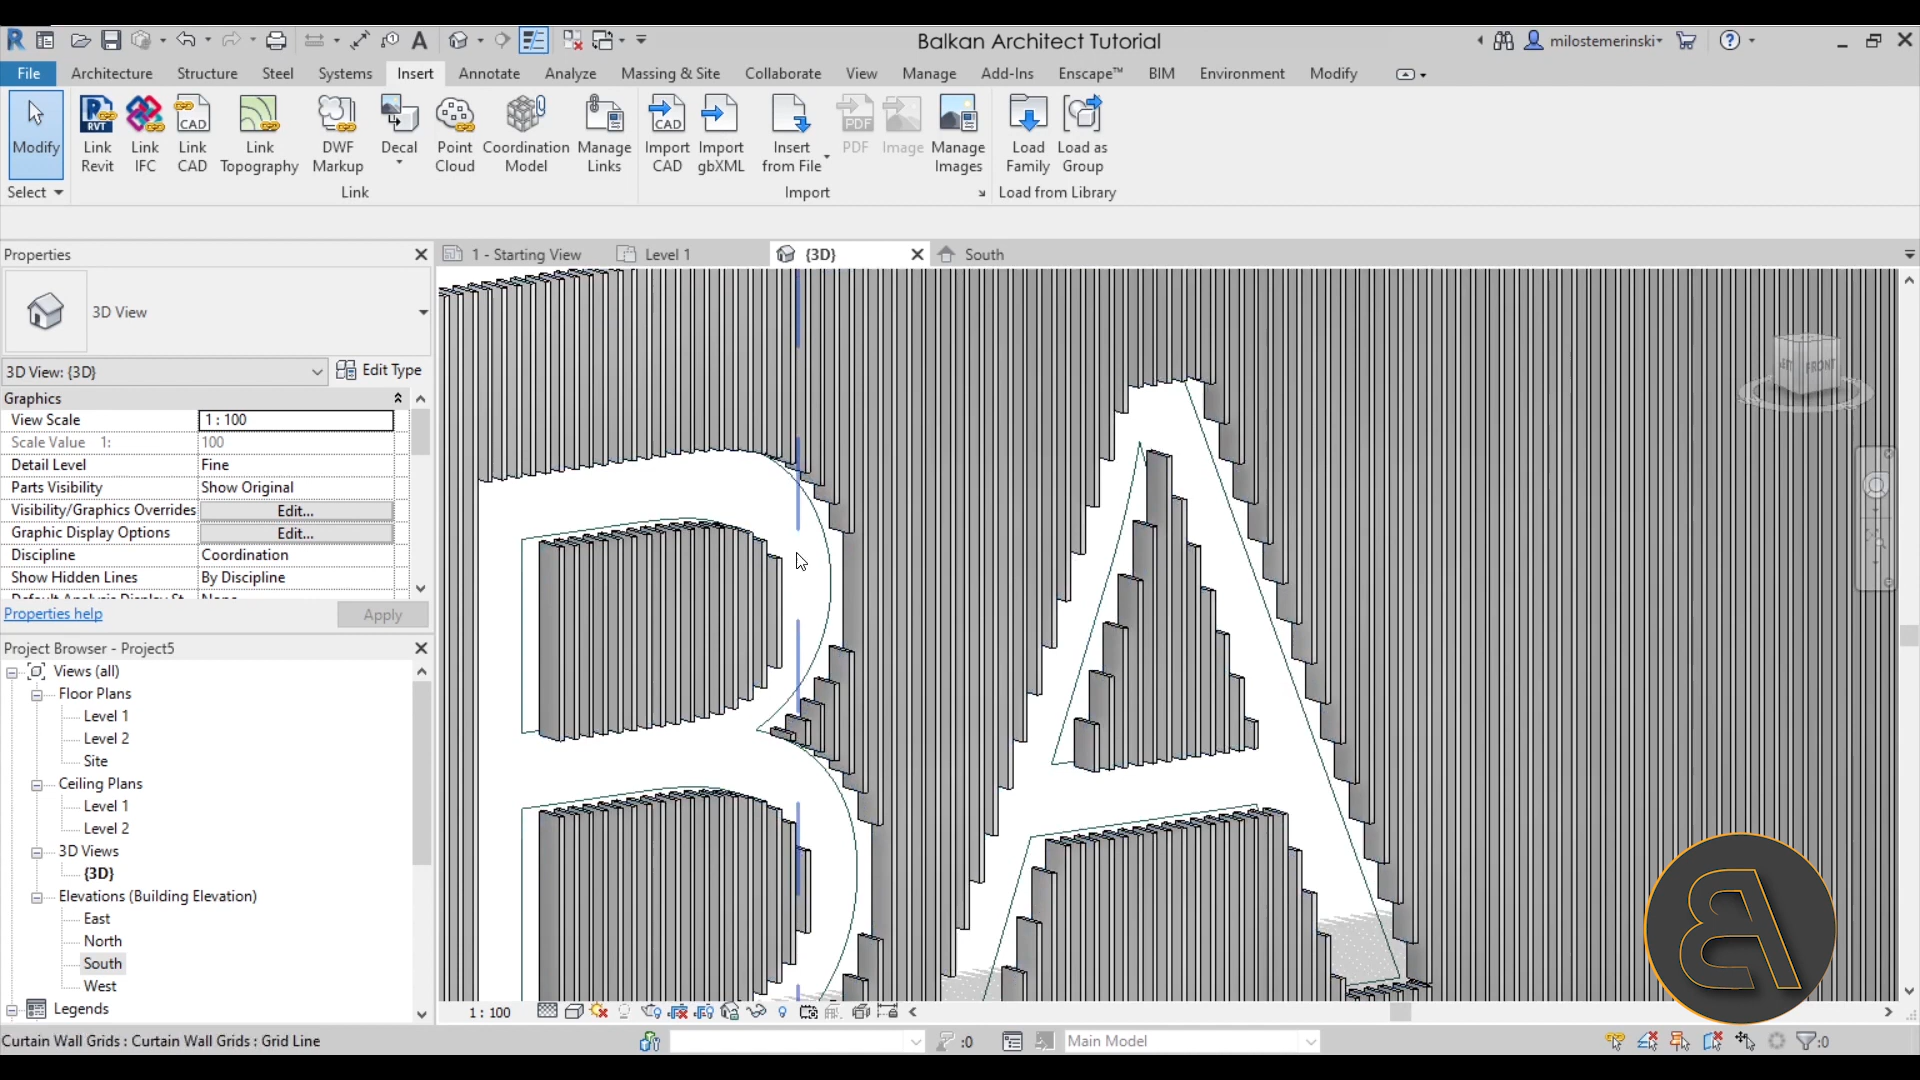 Balkan Architect Tutorial
milostemerinski
File Architecture Structure Steel Systems Insert Annotate Analyze Massing & Site Collaborate View Manage Add-Ins Enscape™ BIM Environment Modify
Modify
Link Revit
Link IFC
Link CAD
Link Topography
DWF Markup
Decal
Point Cloud
Coordination Model
Manage Links
Import CAD
Import gbXML
Insert from File
PDF
Image
Manage Images
Load Family
Load as Group
Select Link Import Load from Library
Properties
1 - Starting View Level 1 {3D} South
3D View
3D View: {3D} Edit Type
Graphics
View Scale 1 : 100
Scale Value 1: 100
Detail Level Fine
Parts Visibility Show Original
Visibility/Graphics Overrides Edit...
Graphic Display Options Edit...
Discipline Coordination
Show Hidden Lines By Discipline
Properties help Apply
Project Browser - Project5
Views (all)
Floor Plans
Level 1
Level 2
Site
Ceiling Plans
Level 1
Level 2
3D Views
{3D}
Elevations (Building Elevation)
East
North
South
West
Legends
FRONT
1 : 100
Curtain Wall Grids : Curtain Wall Grids : Grid Line
:0
Main Model
:0